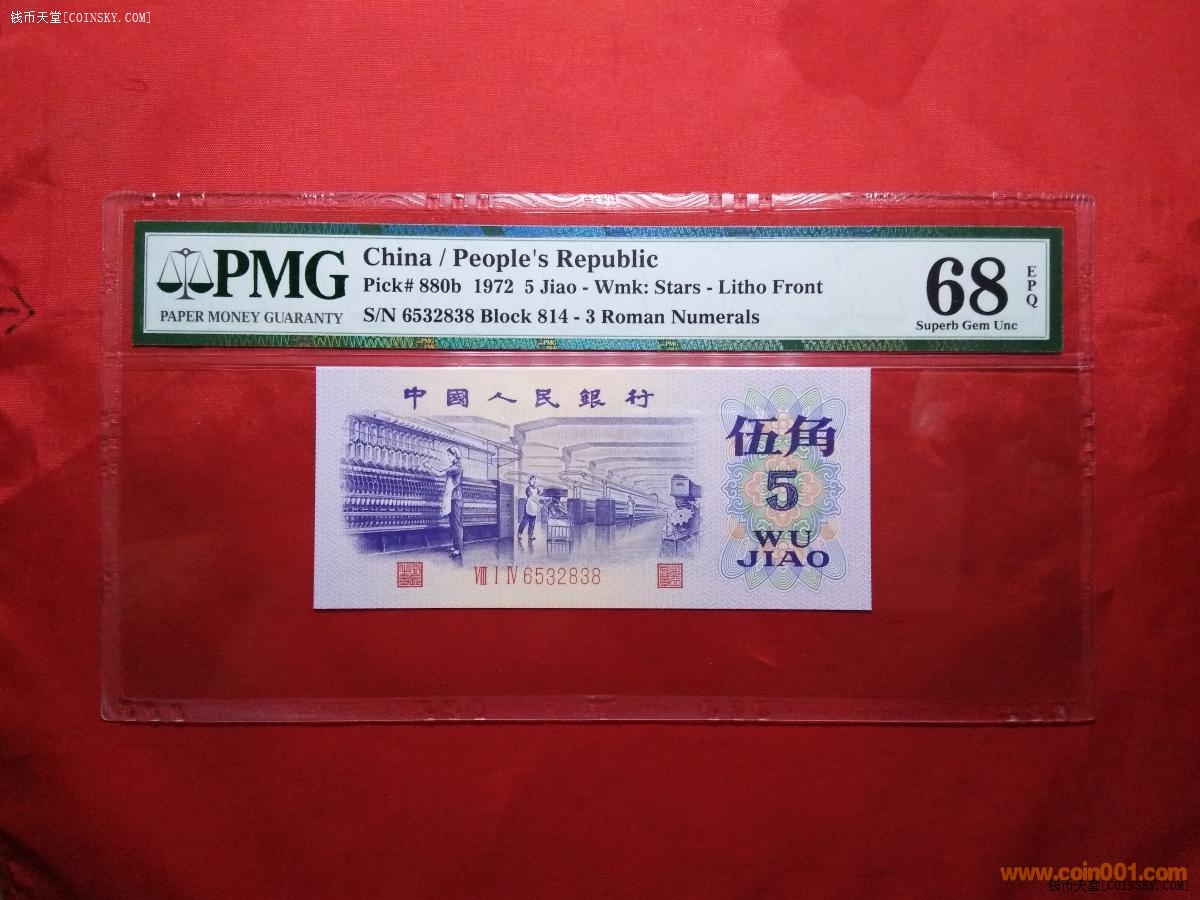 钱币天堂[COINSKY.COM]
PMG
PAPER MONEY GUARANTY
China / People's Republic
Pick# 880b 1972 5 Jiao - Wmk: Stars - Litho Front
S/N 6532838 Block 814 - 3 Roman Numerals
68
EPQ
Superb Gem Unc
中國人民銀行
伍角
5
WU
JIAO
VIII I IV 6532838
www.coin001.com
钱币天堂[COINSKY.COM]